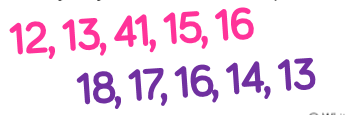 12, 13, 41, 15, 16
18, 17, 16, 14, 13